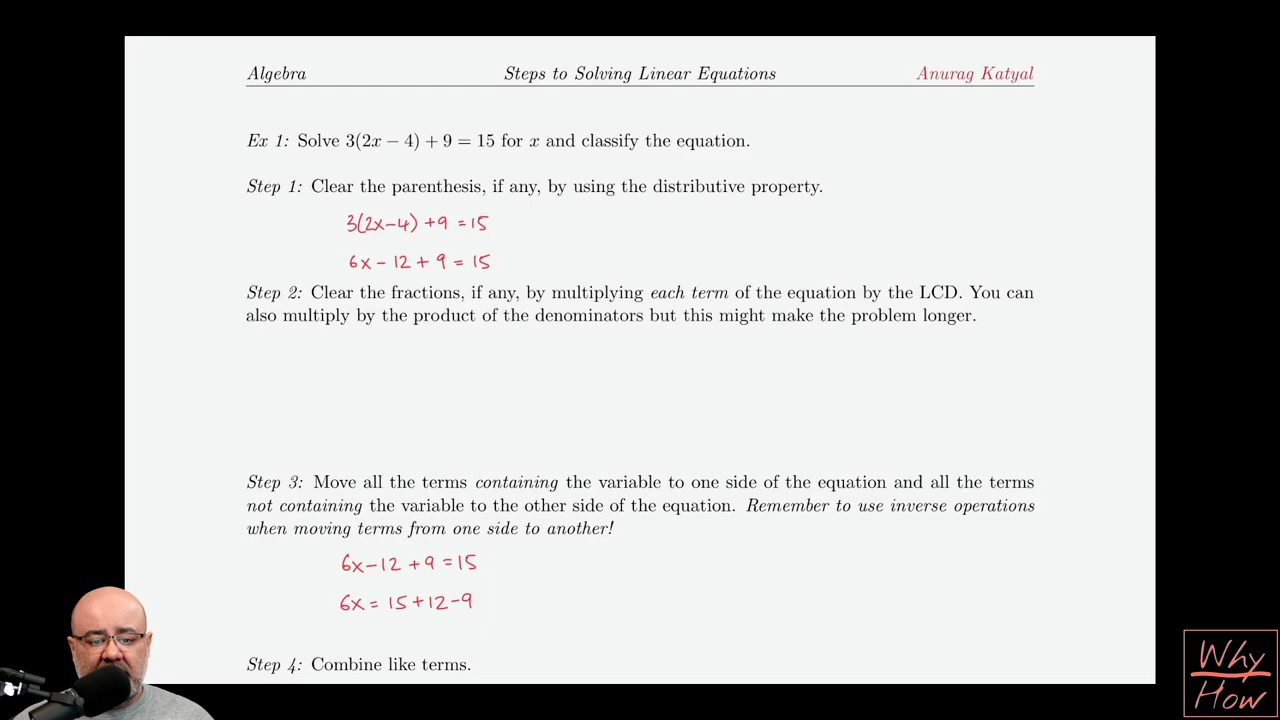 Algebra Steps to Solving Linear Equations Anurag Katyal
Ex 1: Solve 3(2x − 4) + 9 = 15 for x and classify the equation.
Step 1: Clear the parenthesis, if any, by using the distributive property.
3(2x−4) +9 = 15
6x − 12 + 9 = 15
Step 2: Clear the fractions, if any, by multiplying each term of the equation by the LCD. You can
also multiply by the product of the denominators but this might make the problem longer.
Step 3: Move all the terms containing the variable to one side of the equation and all the terms
not containing the variable to the other side of the equation. Remember to use inverse operations
when moving terms from one side to another!
6x−12 +9 = 15
6x = 15+12−9
Step 4: Combine like terms.
Why
How